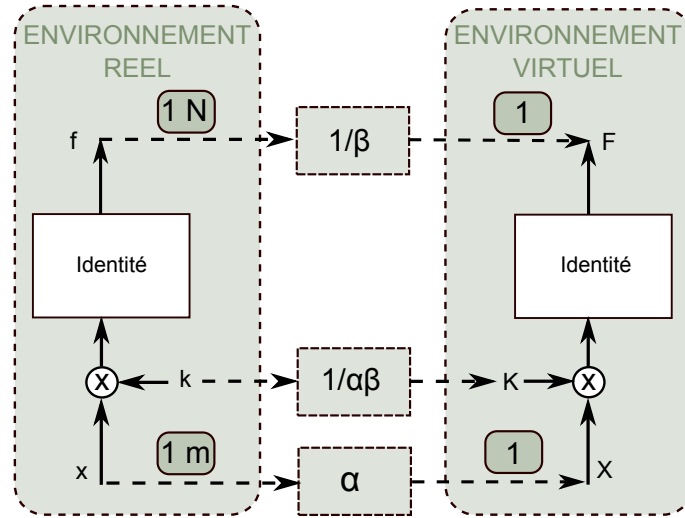 ENVIRONNEMENT
REEL
ENVIRONNEMENT
VIRTUEL
1 N
1
f
1/β
F
Identité
Identité
X
k
1/αβ
K
X
1 m
1
x
α
X